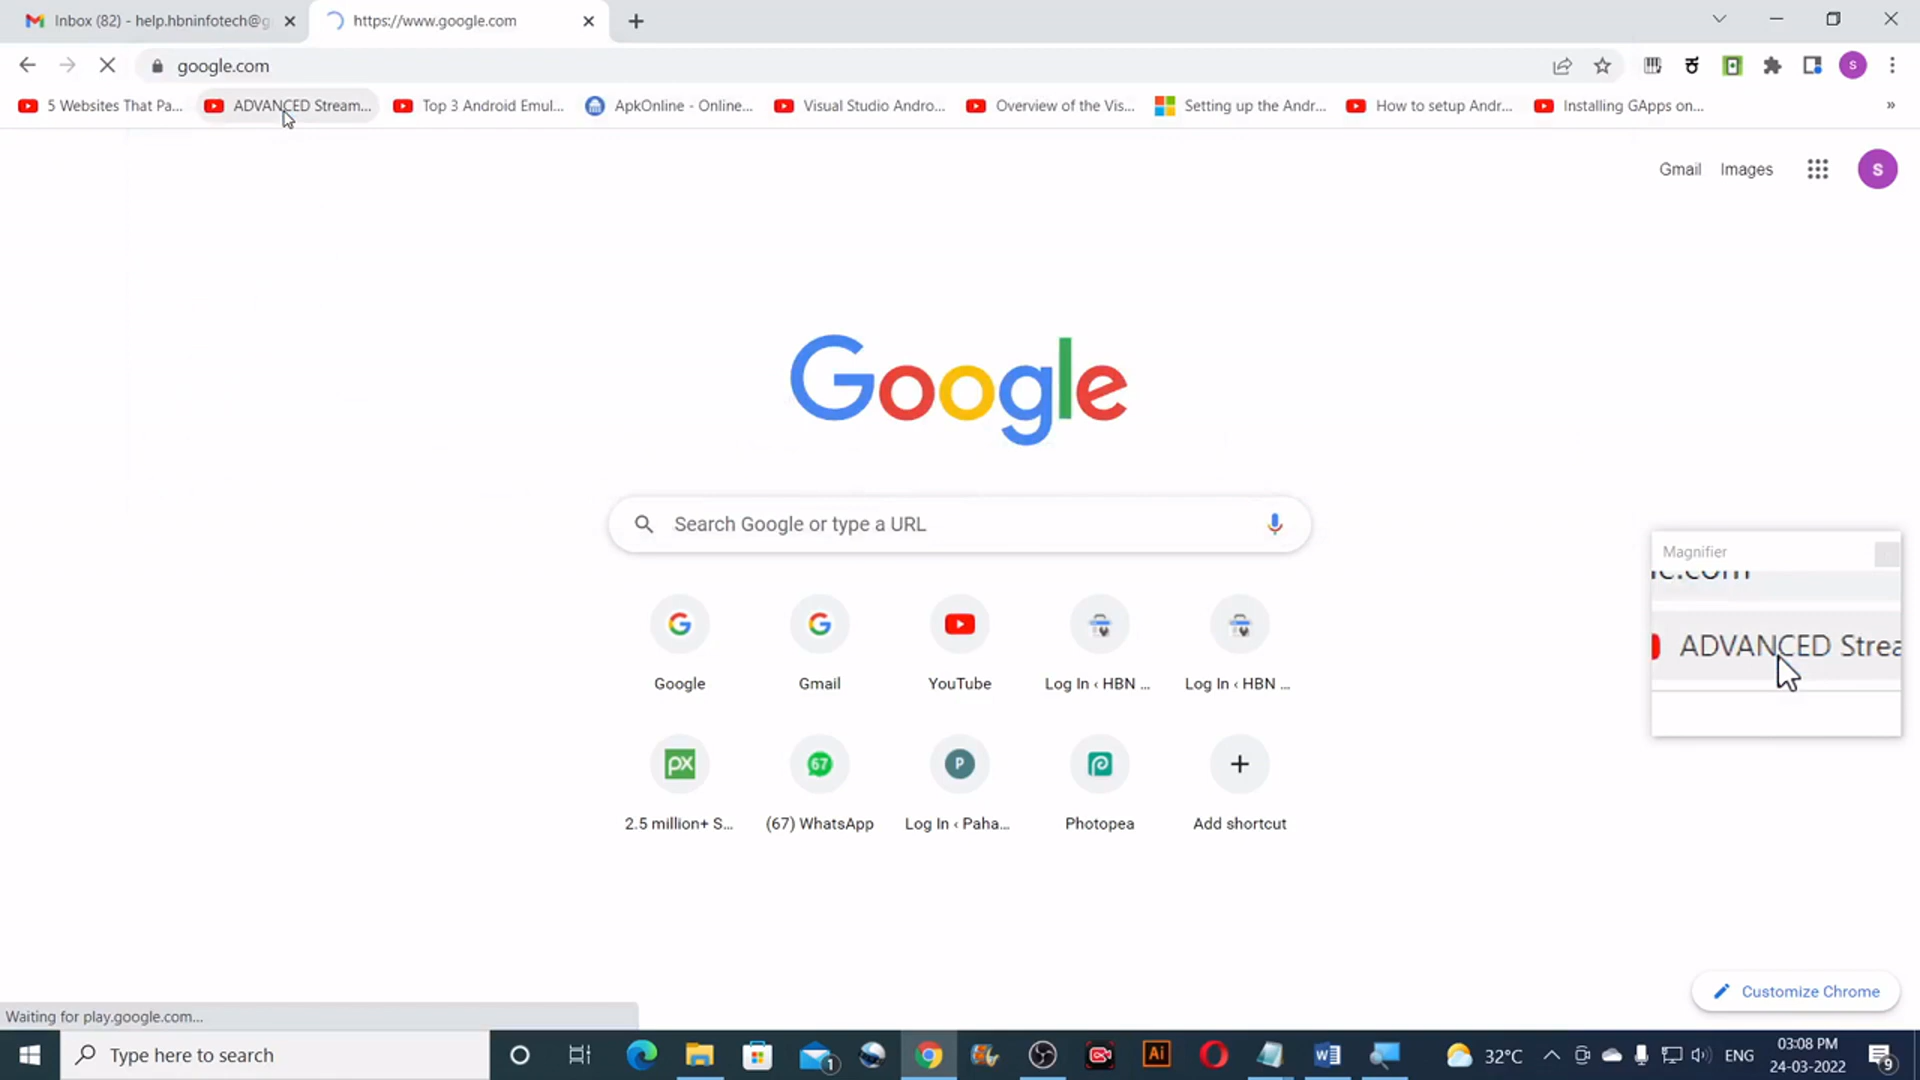 Inbox (82) - help.hbninfotech@g
https://www.google.com
google.com
5 Websites That Pa...
ADVANCED Stream...
Top 3 Android Emul...
ApkOnline - Online...
Visual Studio Andro...
Overview of the Vis...
Setting up the Andr...
How to setup Andr...
Installing GApps on...
»
Gmail
Images
S
Google
Search Google or type a URL
Magnifier
ADVANCED Strea
Google
Gmail
YouTube
Log In ‹ HBN ...
Log In ‹ HBN ...
px
67
P
2.5 million+ S...
(67) WhatsApp
Log In ‹ Paha...
Photopea
Add shortcut
Customize Chrome
Waiting for play.google.com...
Type here to search
1
Ai
32°C
ENG
03:08 PM
24-03-2022
9